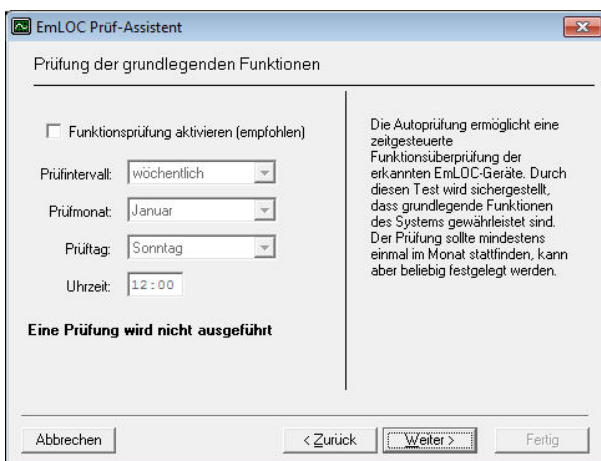 EmLOC Prüf-Assistent
Prüfung der grundlegenden Funktionen
Funktionsprüfung aktivieren (empfohlen)
Prüfintervall: wöchentlich
Prüfmonat: Januar
Prüftag: Sonntag
Uhrzeit: 12:00
Eine Prüfung wird nicht ausgeführt
Die Autoprüfung ermöglicht eine
zeitgesteuerte
Funktionsüberprüfung der
erkannten EmLOC-Geräte. Durch
diesen Test wird sichergestellt,
dass grundlegende Funktionen
des Systems gewährleistet sind.
Der Prüfung sollte mindestens
einmal im Monat stattfinden, kann
aber beliebig festgelegt werden.
Abbrechen
< Zurück
Weiter >
Fertig